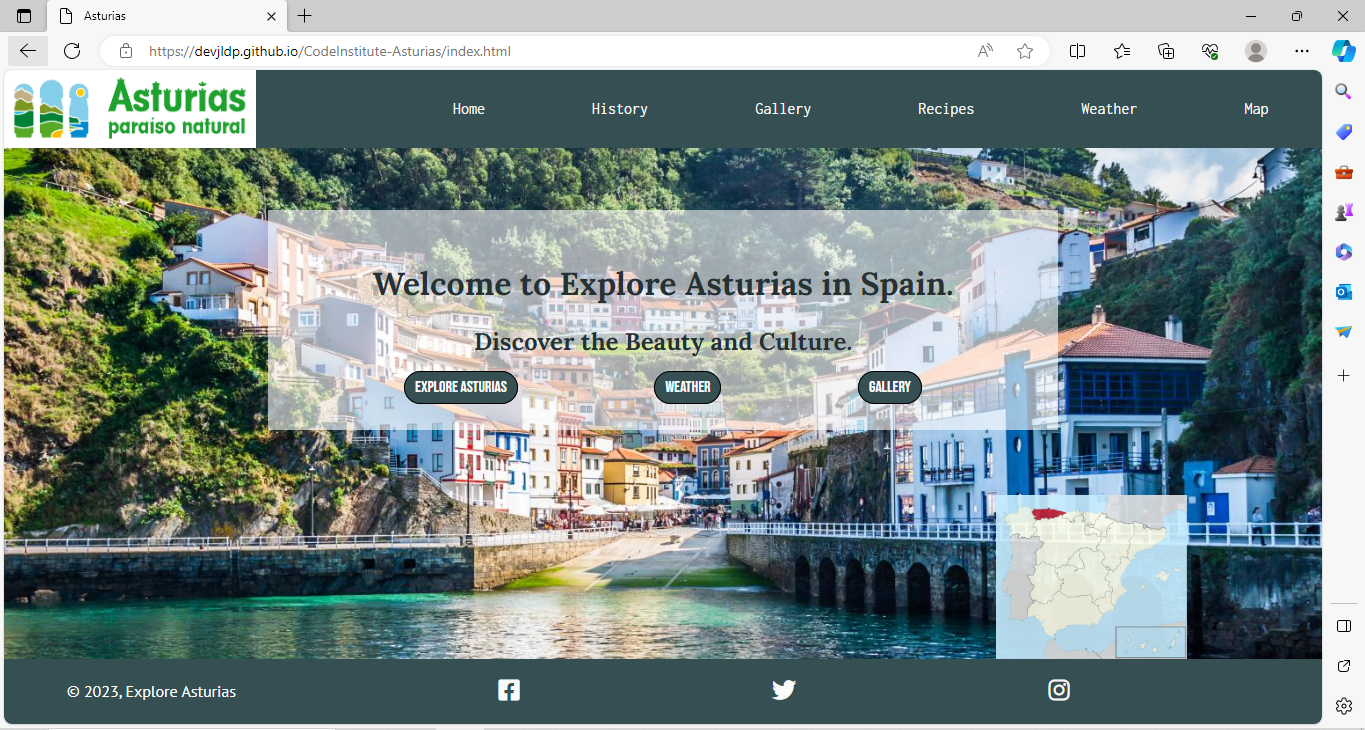 Asturias
https://devjldp.github.io/CodeInstitute-Asturias/index.html
Asturias
paraíso natural
Home History Gallery Recipes Weather Map
Welcome to Explore Asturias in Spain.
Discover the Beauty and Culture.
EXPLORE ASTURIAS WEATHER GALLERY
© 2023, Explore Asturias